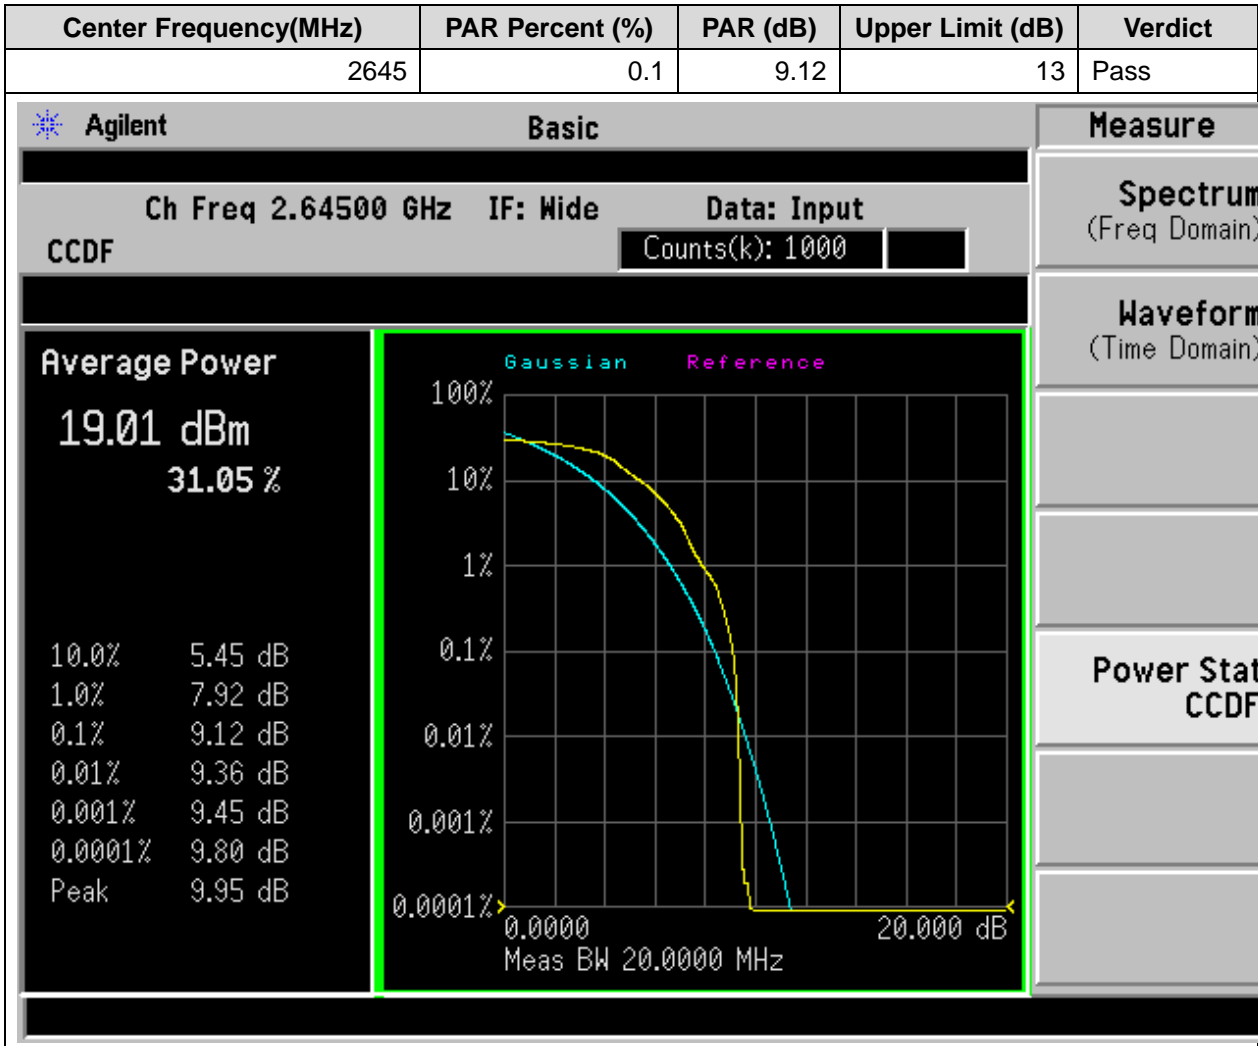 Center Frequency(MHz) PAR Percent (%) PAR (dB) Upper Limit (dB) Verdict
2645 0.1 9.12 13 Pass
Agilent Basic Measure
Ch Freq 2.64500 GHz IF: Wide Data: Input
CCDF Counts(k): 1000
Spectrum
(Freq Domain)
Waveform
(Time Domain)
Power Stat
CCDF
Average Power
19.01 dBm
31.05 %
10.0% 5.45 dB
1.0% 7.92 dB
0.1% 9.12 dB
0.01% 9.36 dB
0.001% 9.45 dB
0.0001% 9.80 dB
Peak 9.95 dB
Gaussian Reference
100%
10%
1%
0.1%
0.01%
0.001%
0.0001%
0.0000 20.000 dB
Meas BW 20.0000 MHz